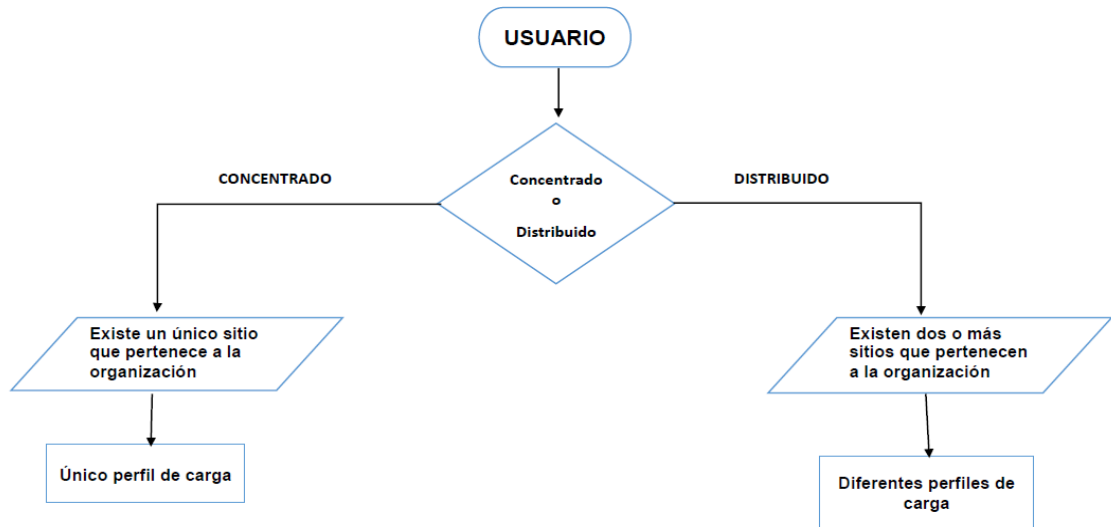 USUARIO
CONCENTRADO
Concentrado
o
Distribuido
DISTRIBUIDO
Existe un único sitio
que pertenece a la
organización
Existen dos o más
sitios que pertenecen
a la organización
Único perfil de carga
Diferentes perfiles de
carga